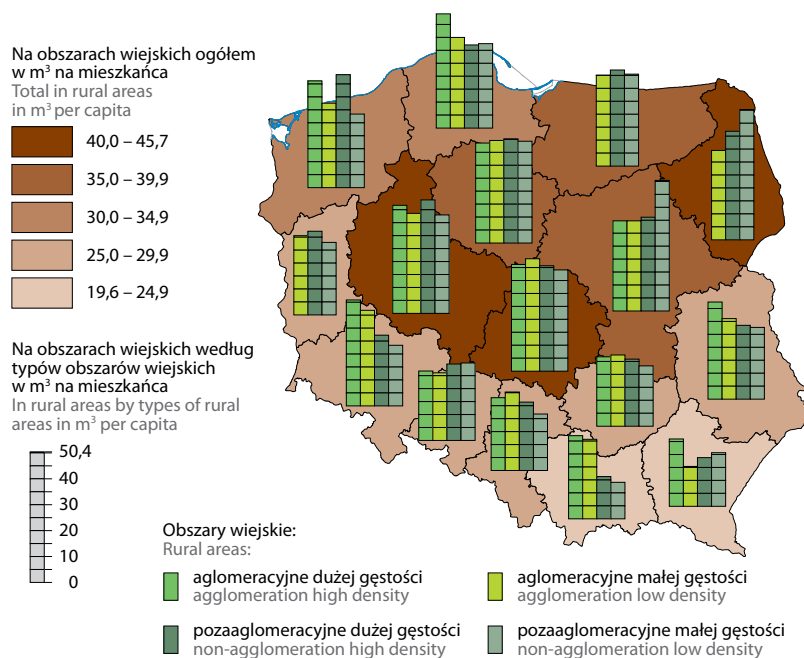 Na obszarach wiejskich ogółem
w m³ na mieszkańca
Total in rural areas
in m³ per capita
40,0 – 45,7
35,0 – 39,9
30,0 – 34,9
25,0 – 29,9
19,6 – 24,9
Na obszarach wiejskich według
typów obszarów wiejskich
w m³ na mieszkańca
In rural areas by types of rural
areas in m³ per capita
50,4
40
30
20
10
0
Obszary wiejskie:
Rural areas:
aglomeracyjne dużej gęstości
agglomeration high density
aglomeracyjne małej gęstości
agglomeration low density
pozaaglomeracyjne dużej gęstości
non-agglomeration high density
pozaaglomeracyjne małej gęstości
non-agglomeration low density